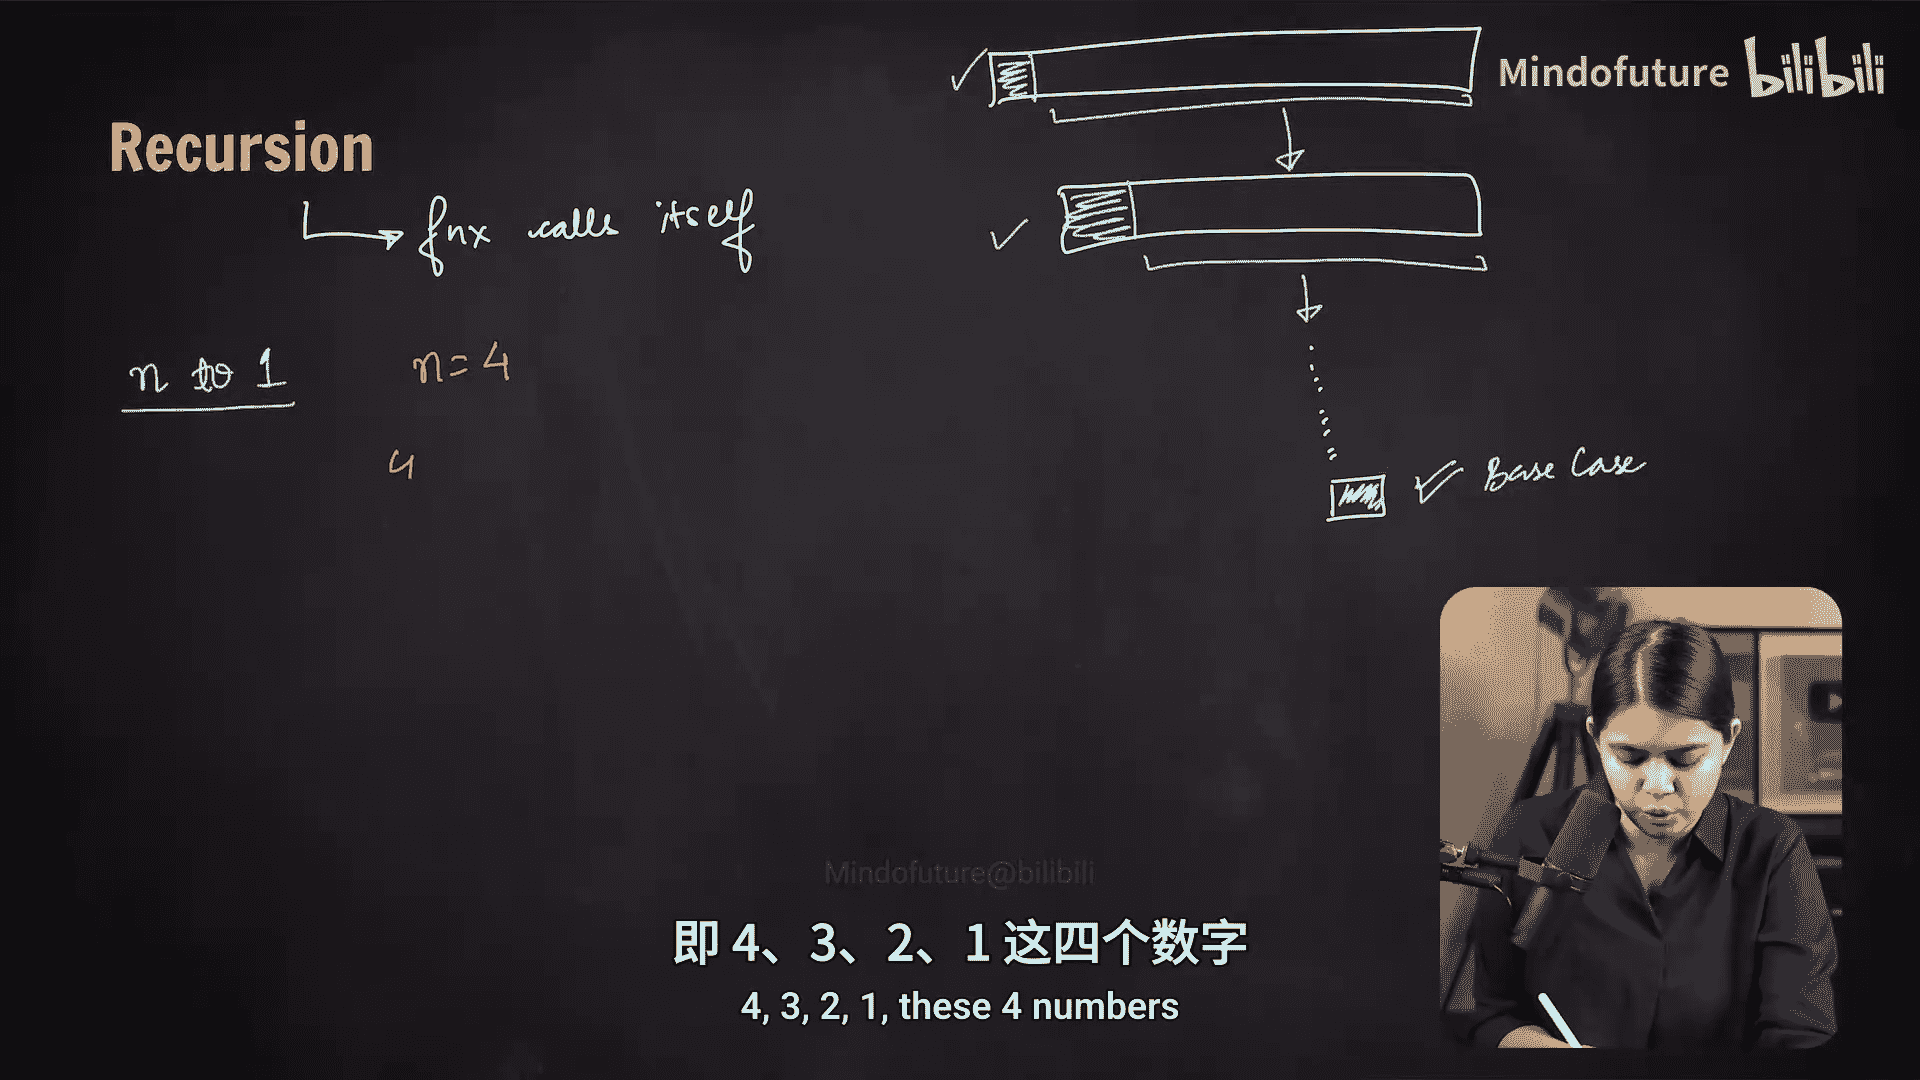 Mindofuture bilibili
Recursion
fnx calls itself
n to 1
n=4
4
Base Case
Mindofuture@bilibili
即 4、3、2、1 这四个数字
4, 3, 2, 1, these 4 numbers